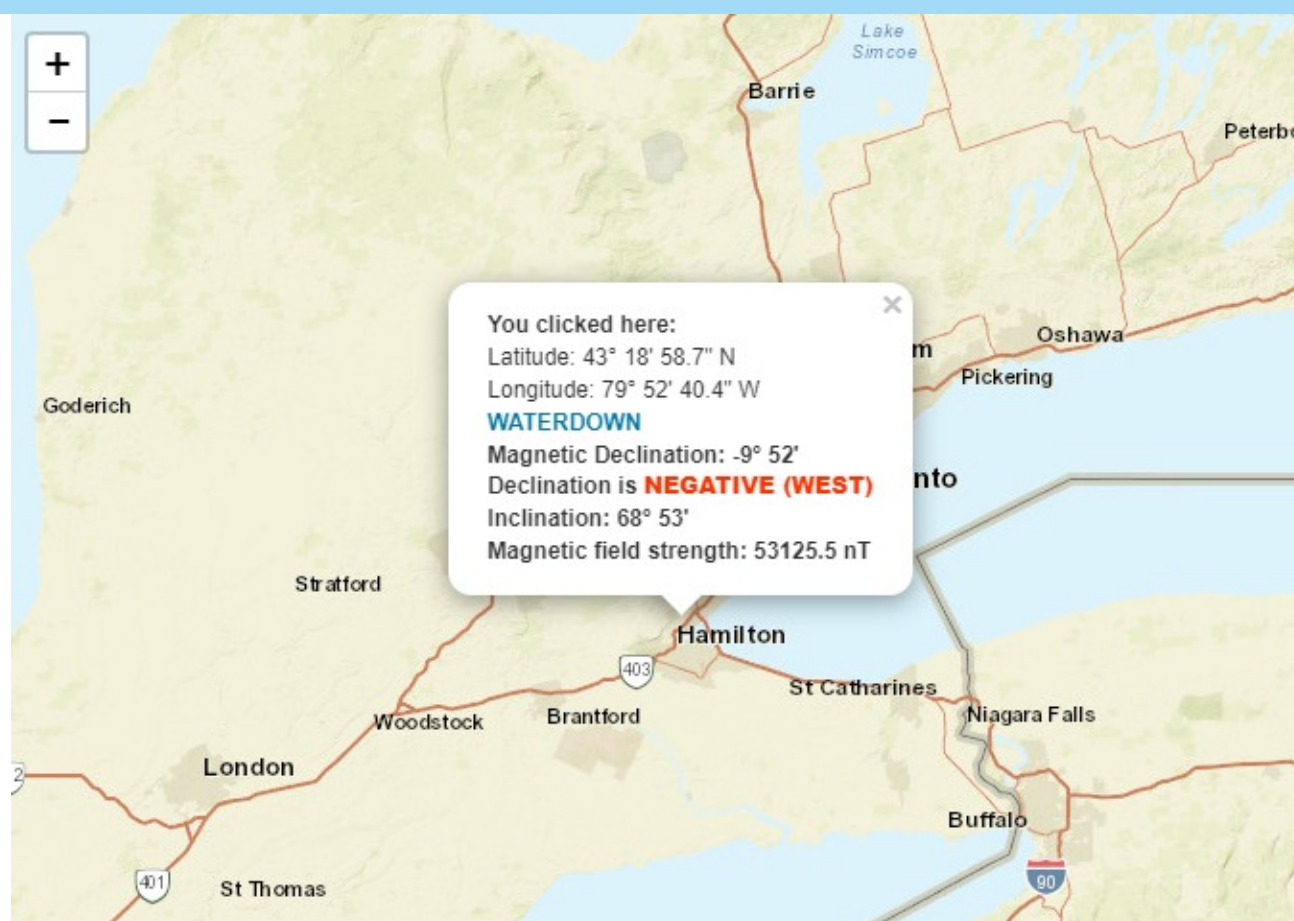 +
−
Lake
Simcoe
Barrie
Peterbo
You clicked here:
Latitude: 43° 18' 58.7" N
Longitude: 79° 52' 40.4" W
WATERDOWN
Magnetic Declination: -9° 52'
Declination is NEGATIVE (WEST)
Inclination: 68° 53'
Magnetic field strength: 53125.5 nT
×
Oshawa
m
Pickering
Goderich
nto
Stratford
Hamilton
403
St Catharines
Woodstock
Brantford
Niagara Falls
London
2
Buffalo
401
St Thomas
90